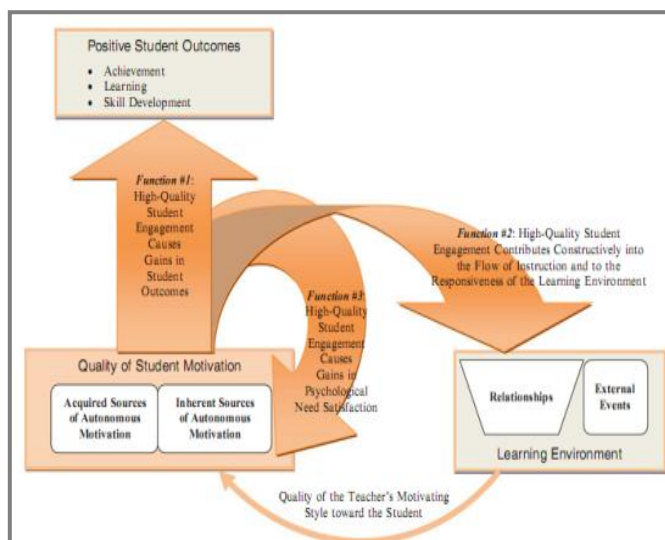 Positive Student Outcomes
• Achievement
• Learning
• Skill Development
Function #1:
High-Quality
Student
Engagement
Causes
Gains in
Student
Outcomes
Function #2: High-Quality Student
Engagement Contributes Constructively into
the Flow of Instruction and to the
Responsiveness of the Learning Environment
Function #3:
High-Quality
Student
Engagement
Causes
Gains in
Psychological
Need Satisfaction
Quality of Student Motivation
Acquired Sources
of Autonomous
Motivation
Inherent Sources
of Autonomous
Motivation
Relationships
External
Events
Learning Environment
Quality of the Teacher's Motivating
Style toward the Student